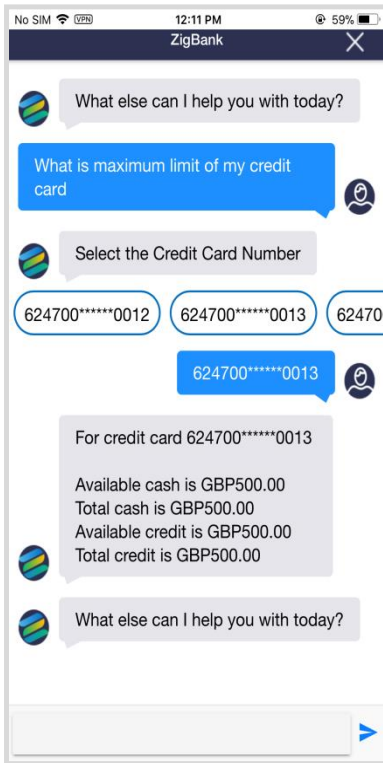 No SIM VPN 12:11 PM 59%
ZigBank
What else can I help you with today?
What is maximum limit of my credit
card
Select the Credit Card Number
624700******0012 624700******0013 62470
624700******0013
For credit card 624700******0013
Available cash is GBP500.00
Total cash is GBP500.00
Available credit is GBP500.00
Total credit is GBP500.00
What else can I help you with today?